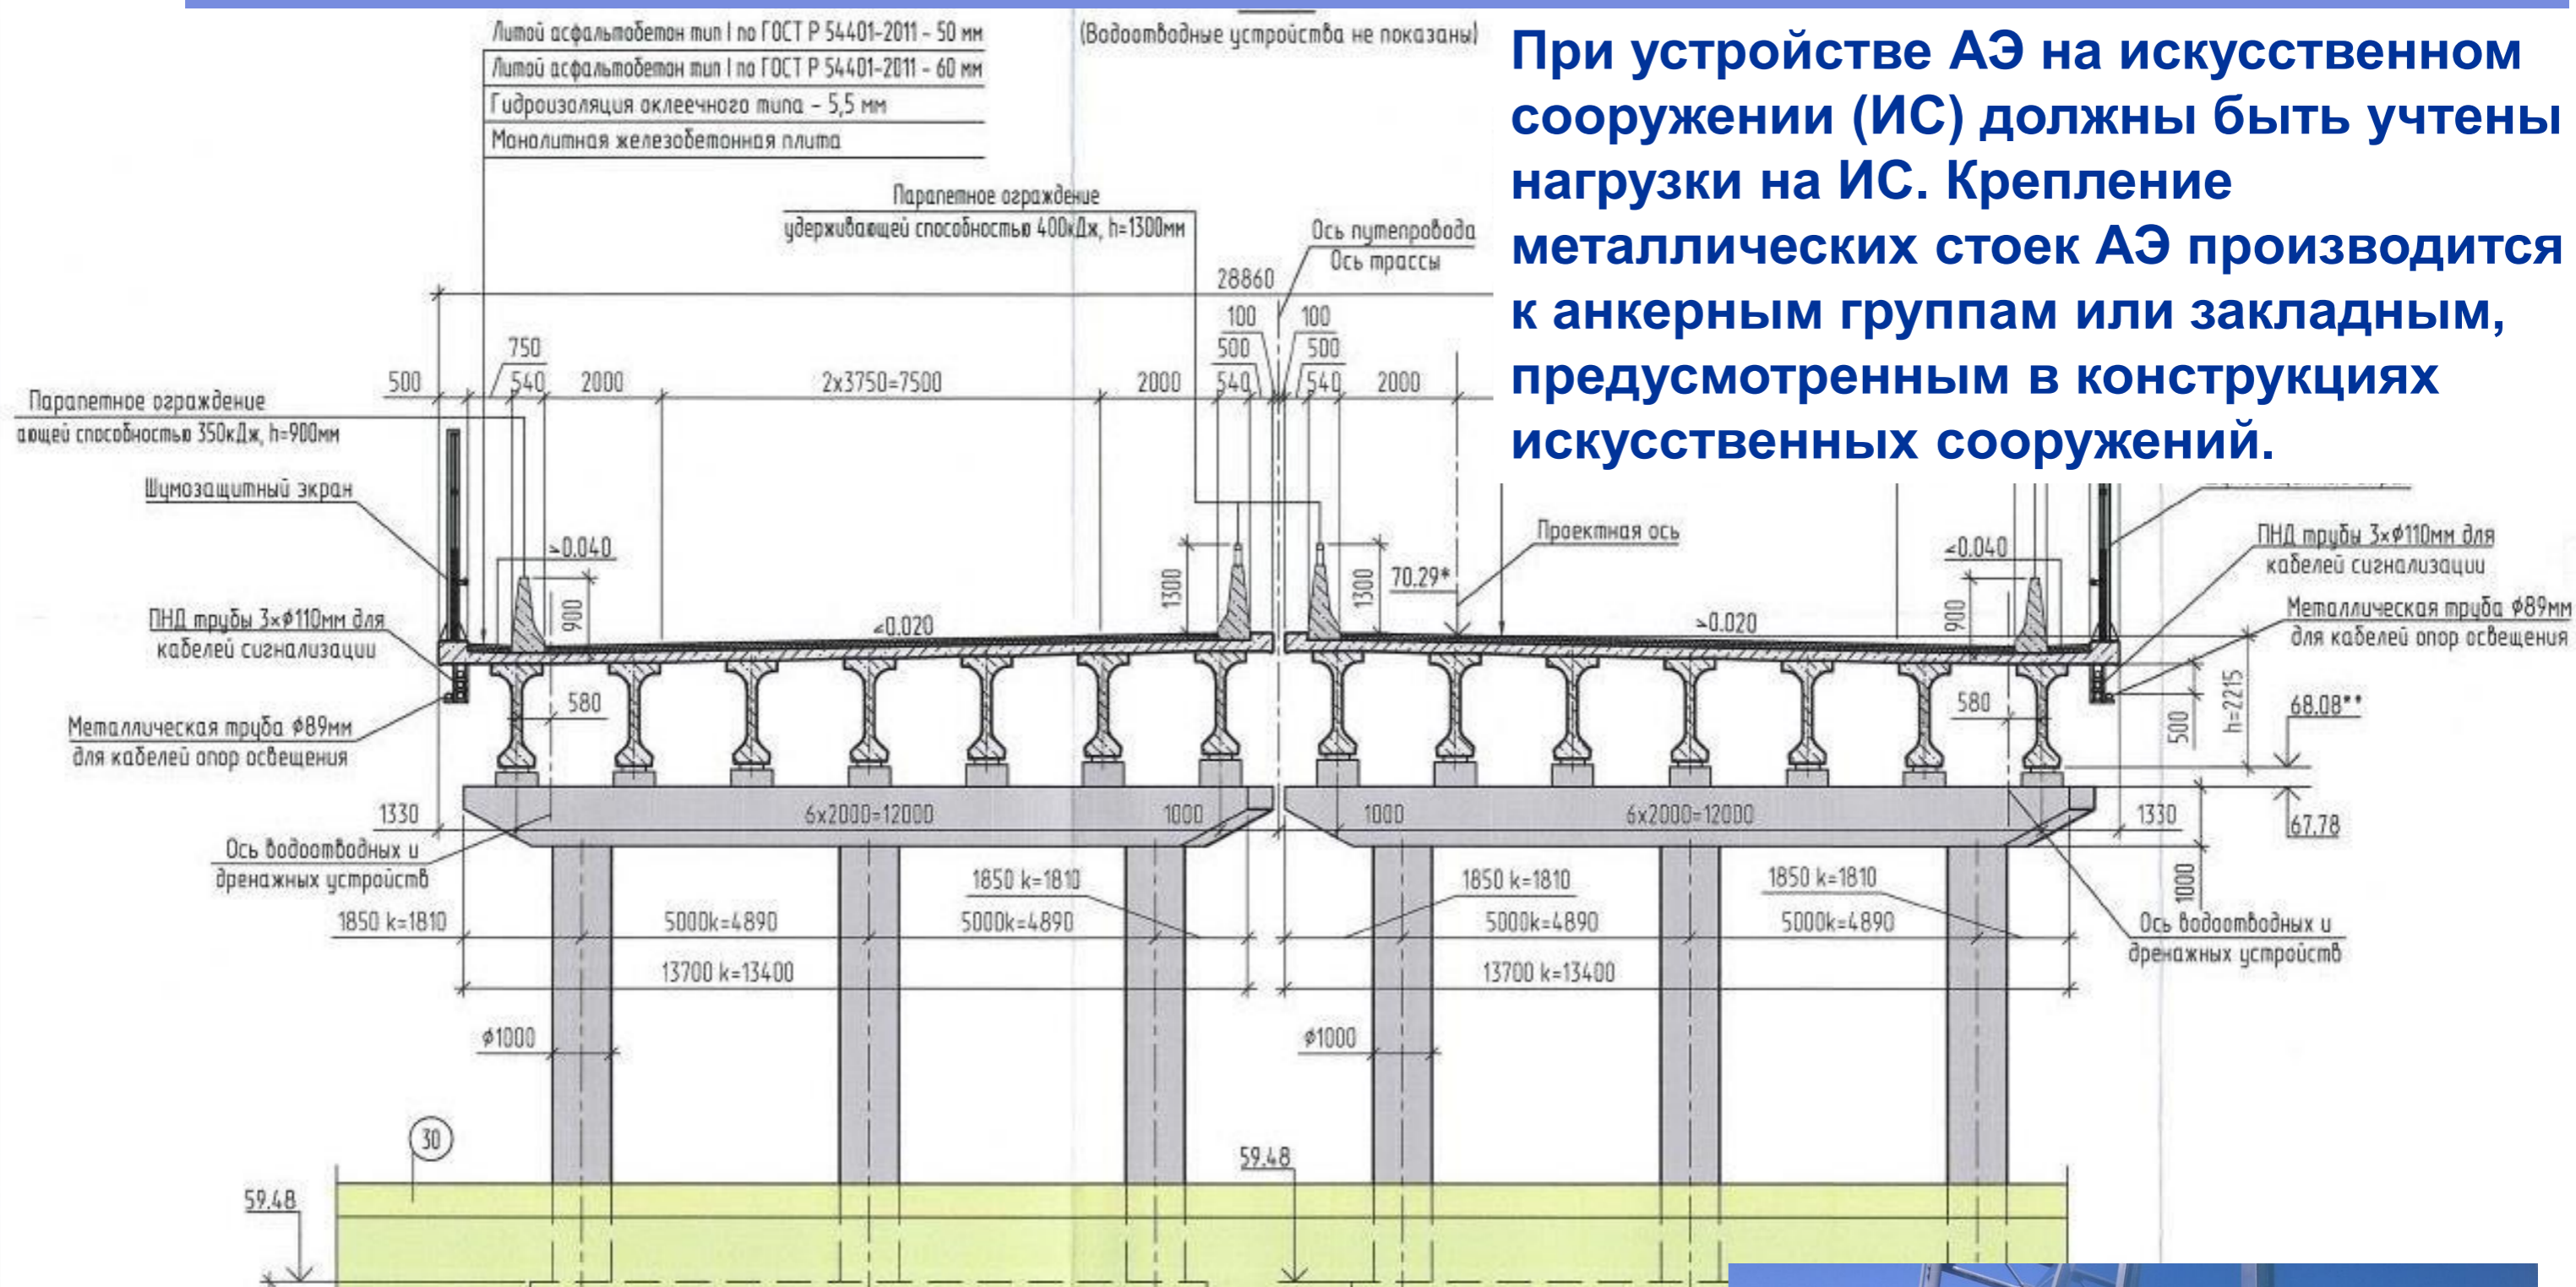 Литой асфальтобетон тип I по ГОСТ Р 54401-2011 - 50 мм
Литой асфальтобетон тип I по ГОСТ Р 54401-2011 - 60 мм
Гидроизоляция оклеечного типа - 5,5 мм
Монолитная железобетонная плита
(Водоотводные устройства не показаны)
При устройстве АЭ на искусственном
сооружении (ИС) должны быть учтены
нагрузки на ИС. Крепление
металлических стоек АЭ производится
к анкерным группам или закладным,
предусмотренным в конструкциях
искусственных сооружений.
Парапетное ограждение
удерживающей способностью 400кДж, h=1300мм
Ось путепровода
Ось трассы
28860
100 100
750 500 500
500 540 2000 2x3750=7500 2000 540 540 2000
Парапетное ограждение
ающей способностью 350кДж, h=900мм
Шумозащитный экран
ПНД трубы 3×ϕ110мм для
кабелей сигнализации
Металлическая труба ϕ89мм
для кабелей опор освещения
0.040
900
0.020
1300
1300
70.29*
Проектная ось
0.020
0.040
900
ПНД трубы 3×ϕ110мм для
кабелей сигнализации
Металлическая труба ϕ89мм
для кабелей опор освещения
580
580
500
h=2215
68.08**
67.78
1330 6x2000=12000 1000 1000 6x2000=12000 1330
1000
Ось водоотводных и
дренажных устройств
Ось водоотводных и
дренажных устройств
1850 k=1810 1850 k=1810 1850 k=1810
1850 k=1810 5000k=4890 5000k=4890 5000k=4890 5000k=4890
13700 k=13400 13700 k=13400
ϕ1000 ϕ1000
30
59.48
59.48